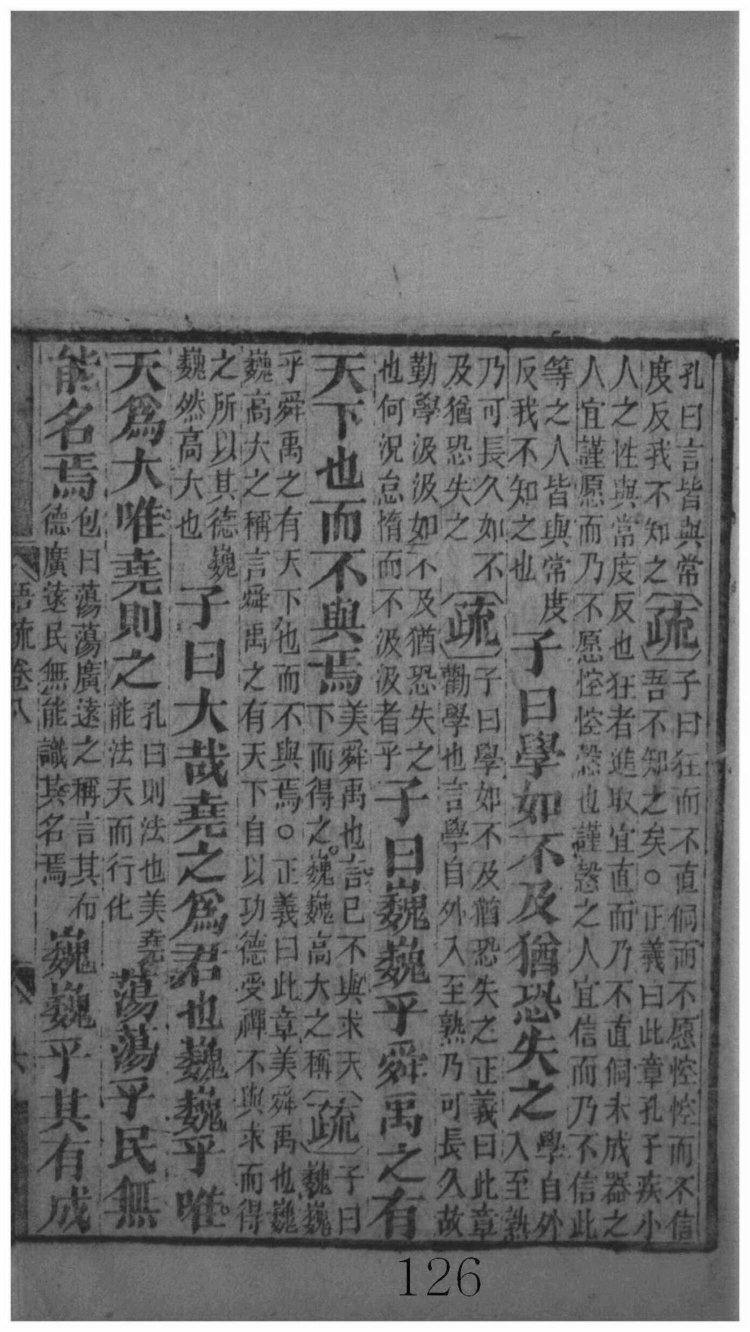 孔曰言皆與常
度反我不知之〔疏〕子曰狂而不直侗而不愿悾悾而不信
吾不知之矣○正義曰此章孔子疾小
人之性與常度反也狂者進取宜直而乃不直侗未成器之
人宜謹愿而乃不愿悾悾愨也謹愨之人宜信而乃不信此
等之人皆與常度
反我不知之也
子曰學如不及猶恐失之
學自外入至熟
乃可長久如不
及猶恐失之
〔疏〕子曰學如不及猶恐失之正義曰此章
勸學也言學自外入至熟乃可長久故
勤學汲汲如不及猶恐失之
也何況怠惰而不汲汲者乎
子曰巍巍乎舜禹之有
天下也而不與焉
美舜禹也言己不與求天
下而得之巍巍高大之稱
〔疏〕子曰
巍巍
乎舜禹之有天下也而不與焉○正義曰此章美舜禹也巍
巍高大之稱言舜禹之有天下自以功德受禪不與求而得
之所以其德巍
巍然高大也
子曰大哉堯之爲君也巍巍乎唯
天爲大唯堯則之
孔曰則法也美堯
能法天而行化
蕩蕩乎民無
能名焉
包曰蕩蕩廣遠之稱言其布
德廣遠民無能識其名焉
巍巍乎其有成
語疏卷八
126